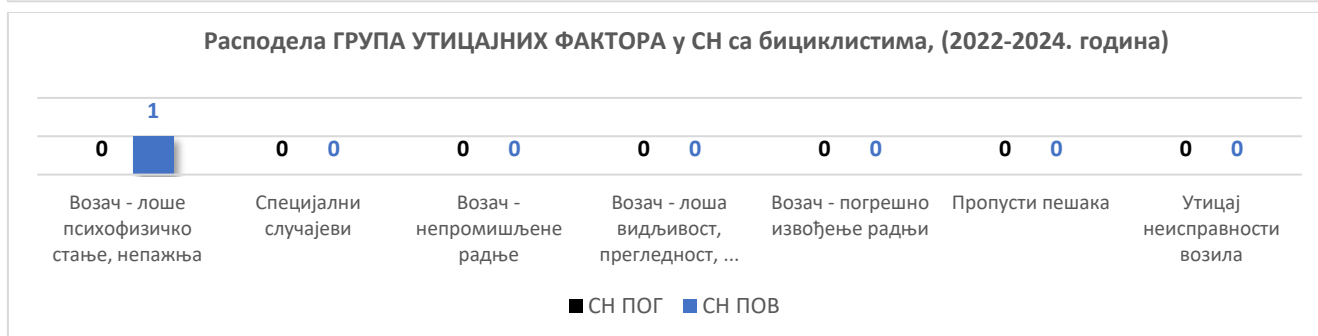 Расподела ГРУПА УТИЦАЈНИХ ФАКТОРА у СН са бициклистима, (2022-2024. година)
1
0 0 0 0 0 0 0 0 0 0 0 0 0
Возач - лоше психофизичко стање, непажња
Специјални случајеви
Возач - непромишљене радње
Возач - лоша видљивост, прегледност, ...
Возач - погрешно извођење радњи
Пропусти пешака
Утицај неисправности возила
СН ПОГ СН ПОВ